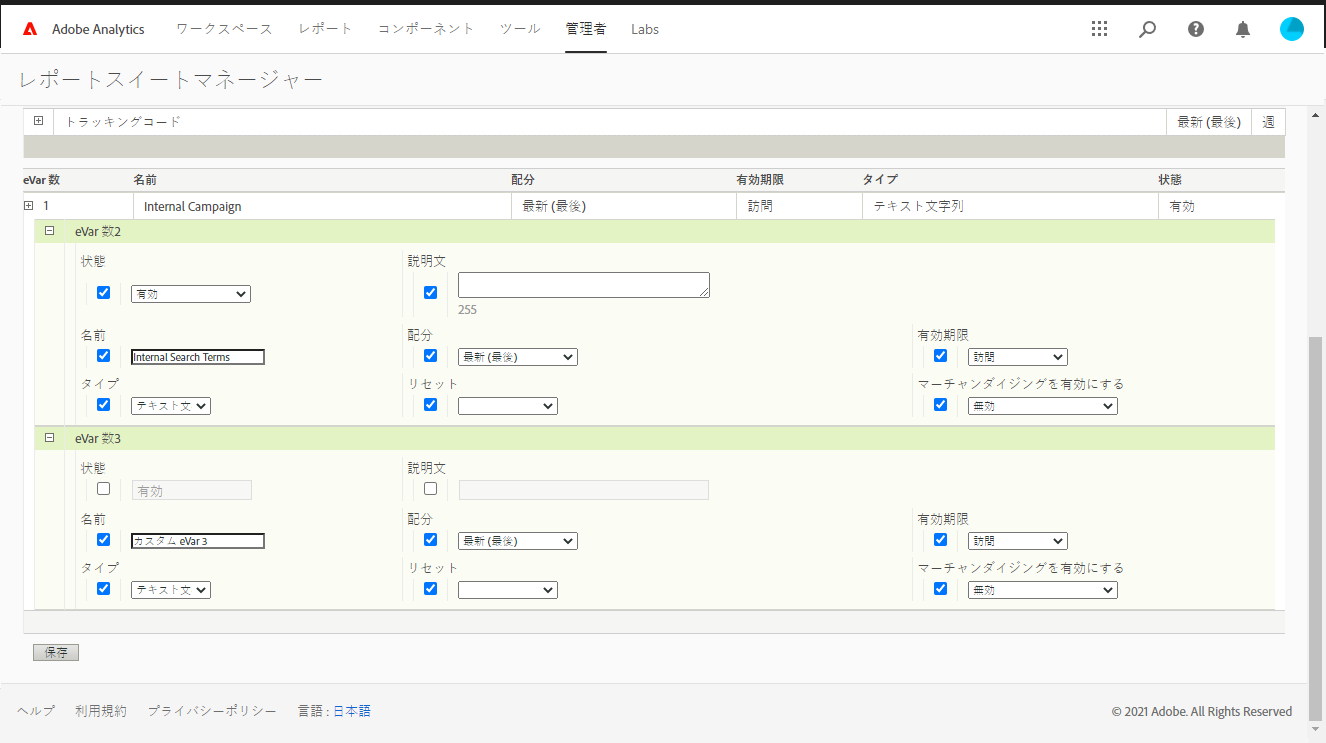 Adobe Analytics ワークスペース レポート コンポーネント ツール 管理者 Labs
レポートスイートマネージャー
トラッキングコード 最新 (最後) 週
eVar 数 名前 配分 有効期限 タイプ 状態
1 Internal Campaign 最新 (最後) 訪問 テキスト文字列 有効
eVar 数2
状態 説明文
有効
255
名前 配分 有効期限
Internal Search Terms 最新 (最後) 訪問
タイプ リセット マーチャンダイジングを有効にする
テキスト文 無効
eVar 数3
状態 説明文
有効
名前 配分 有効期限
カスタム eVar 3 最新 (最後) 訪問
タイプ リセット マーチャンダイジングを有効にする
テキスト文 無効
保存
ヘルプ 利用規約 プライバシーポリシー 言語 : 日本語 © 2021 Adobe. All Rights Reserved